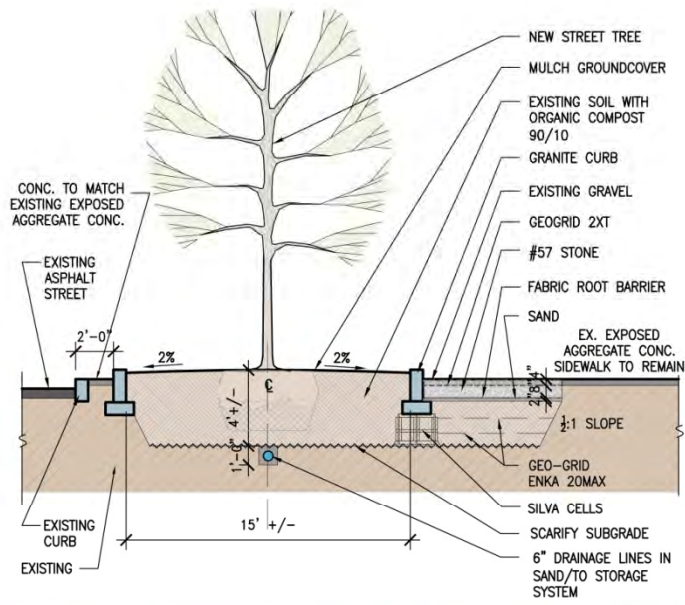 NEW STREET TREE
MULCH GROUNDCOVER
EXISTING SOIL WITH
ORGANIC COMPOST
90/10
GRANITE CURB
EXISTING GRAVEL
GEOGRID 2XT
#57 STONE
FABRIC ROOT BARRIER
SAND
EX. EXPOSED
AGGREGATE CONC.
SIDEWALK TO REMAIN
CONC. TO MATCH
EXISTING EXPOSED
AGGREGATE CONC.
EXISTING
ASPHALT
STREET
2'-0"
2%
2%
℄
4'+/-
1'-0"
2"8"4"
½:1 SLOPE
GEO-GRID
ENKA 20MAX
SILVA CELLS
SCARIFY SUBGRADE
6" DRAINAGE LINES IN
SAND/TO STORAGE
SYSTEM
15' +/-
EXISTING
CURB
EXISTING